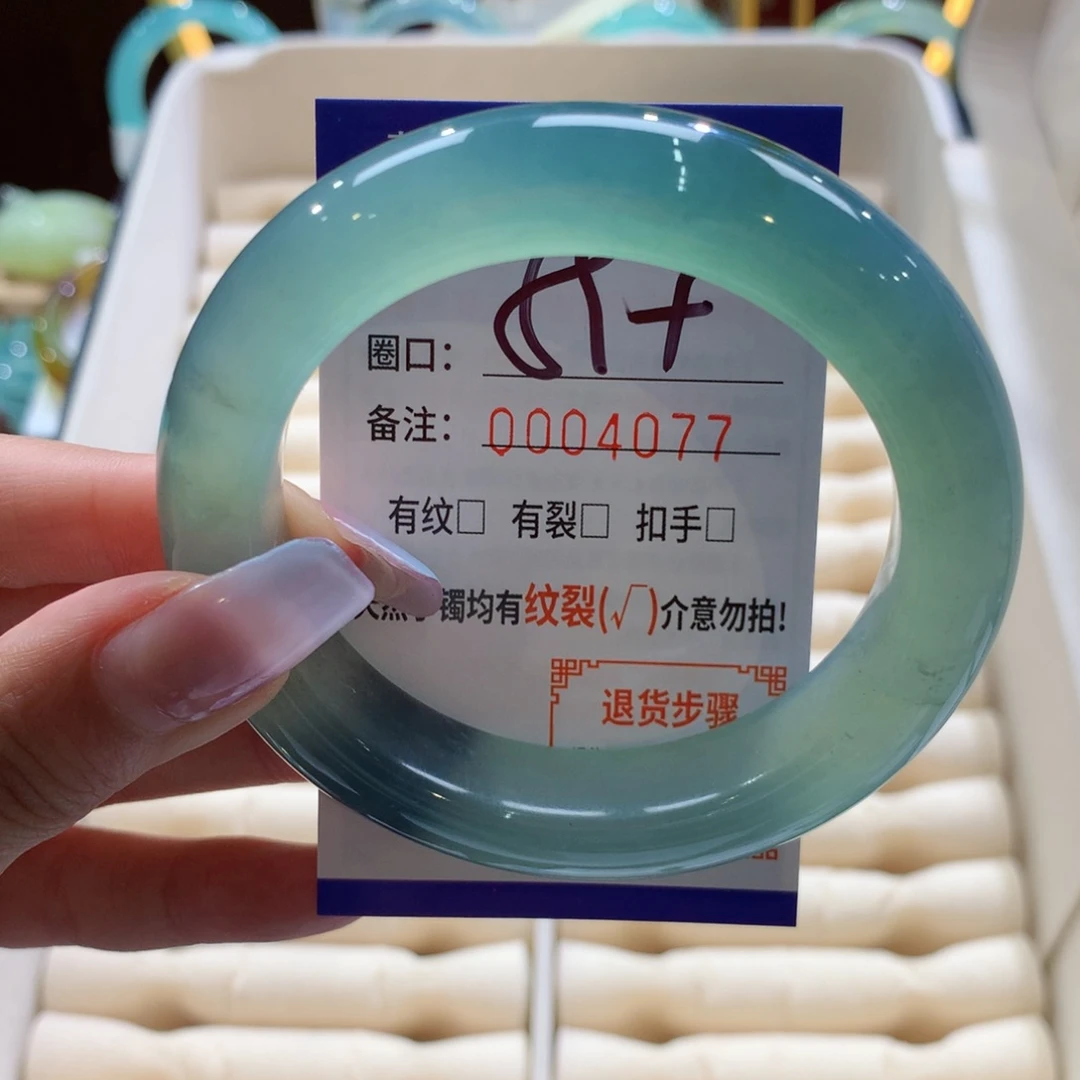 圈口:
备注: 0004077
有纹□ 有裂□ 扣手□
镯均有纹裂(√)介意勿拍!
退货步骤